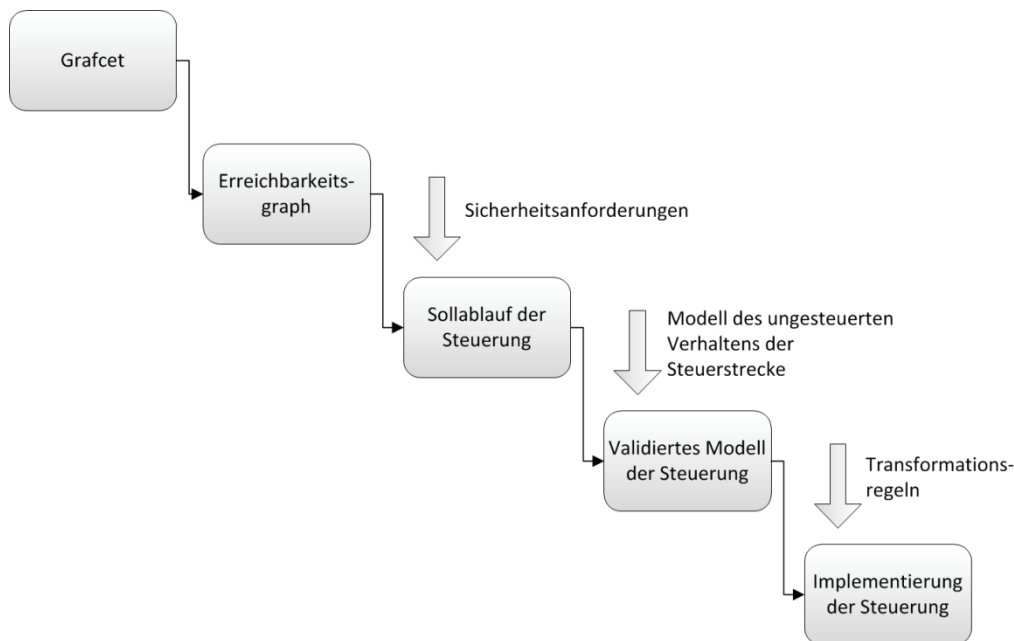 Grafcet
Erreichbarkeits-
graph
Sicherheitsanforderungen
Sollablauf der
Steuerung
Modell des ungesteuerten
Verhaltens der
Steuerstrecke
Validiertes Modell
der Steuerung
Transformations-
regeln
Implementierung
der Steuerung